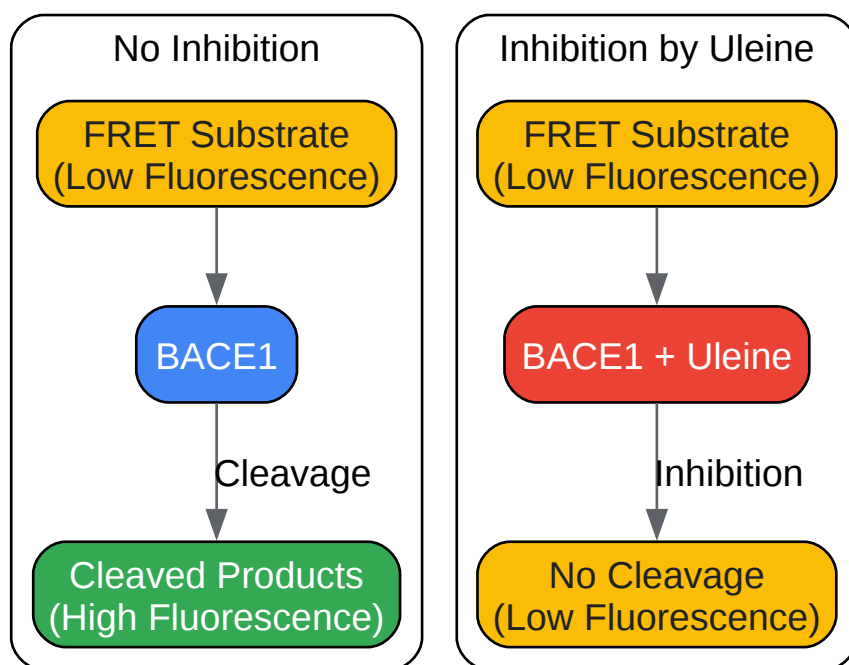 No Inhibition
FRET Substrate
(Low Fluorescence)
BACE1
Cleavage
Cleaved Products
(High Fluorescence)
Inhibition by Uleine
FRET Substrate
(Low Fluorescence)
BACE1 + Uleine
Inhibition
No Cleavage
(Low Fluorescence)